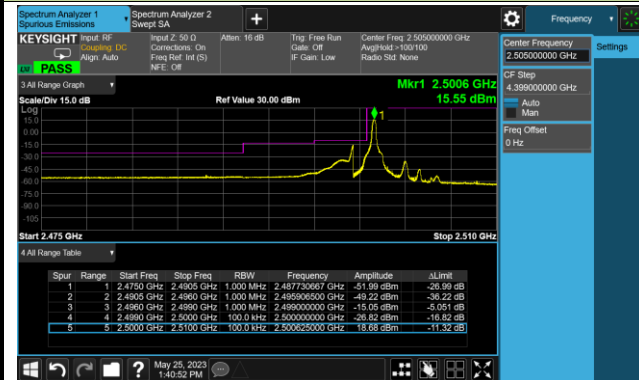 Spectrum Analyzer 1
Spurious Emissions
Spectrum Analyzer 2
Swept SA
Frequency
KEYSIGHT
Input: RF
Coupling: DC
Align: Auto
Input Z: 50 Ω
Corrections: On
Freq Ref: Int (S)
NFE: Off
Atten: 16 dB
Trig: Free Run
Gate: Off
IF Gain: Low
Center Freq: 2.505000000 GHz
Avg|Hold:>100/100
Radio Std: None
PASS
Center Frequency
2.505000000 GHz
Settings
CF Step
4.399000000 GHz
Auto
Man
Freq Offset
0 Hz
3 All Range Graph
Mkr1 2.5006 GHz
Scale/Div 15.0 dB
Ref Value 30.00 dBm
15.55 dBm
Log
1
15.0
0.00
-15.0
-30.0
-45.0
-60.0
-75.0
-90.0
-105
Start 2.475 GHz
Stop 2.510 GHz
4 All Range Table
Spur Range Start Freq Stop Freq RBW Frequency Amplitude ΔLimit
1 1 2.4750 GHz 2.4905 GHz 1.000 MHz 2.487730667 GHz -51.99 dBm -26.99 dB
2 2 2.4905 GHz 2.4960 GHz 1.000 MHz 2.495906500 GHz -49.22 dBm -36.22 dB
3 3 2.4960 GHz 2.4990 GHz 1.000 MHz 2.499000000 GHz -15.05 dBm -5.051 dB
4 4 2.4990 GHz 2.5000 GHz 100.0 kHz 2.500000000 GHz -26.82 dBm -16.82 dB
5 5 2.5000 GHz 2.5100 GHz 100.0 kHz 2.500625000 GHz 18.68 dBm -11.32 dB
?
May 25, 2023
1:40:52 PM